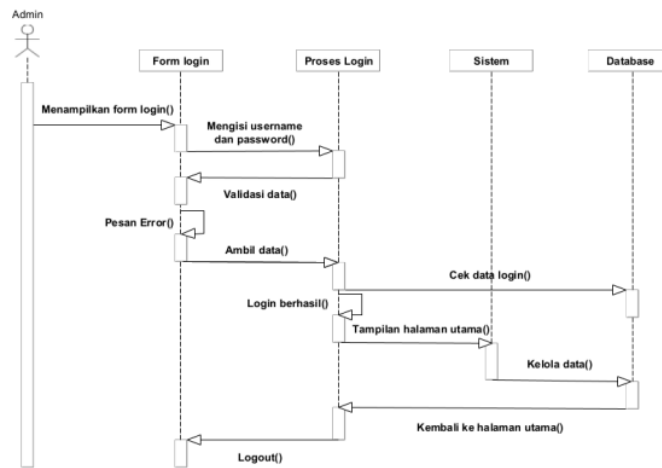 Admin
Form login
Proses Login
Sistem
Database
Menampilkan form login()
Mengisi username
dan password()
Validasi data()
Pesan Error()
Ambil data()
Cek data login()
Login berhasil()
Tampilan halaman utama()
Kelola data()
Kembali ke halaman utama()
Logout()